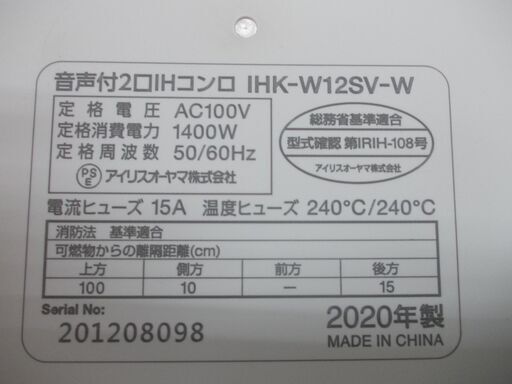 音声付2口IHコンロ IHK-W12SV-W
定格電圧 AC100V
定格消費電力 1400W
定格周波数 50/60Hz
PSE アイリスオーヤマ株式会社
総務省基準適合
型式確認 第IRIH-108号
アイリスオーヤマ株式会社
電流ヒューズ 15A 温度ヒューズ 240℃/240℃
消防法 基準適合
可燃物からの離隔距離(cm)
上方 側方 前方 後方
100 10 — 15
Serial No:
201208098
2020年製
MADE IN CHINA